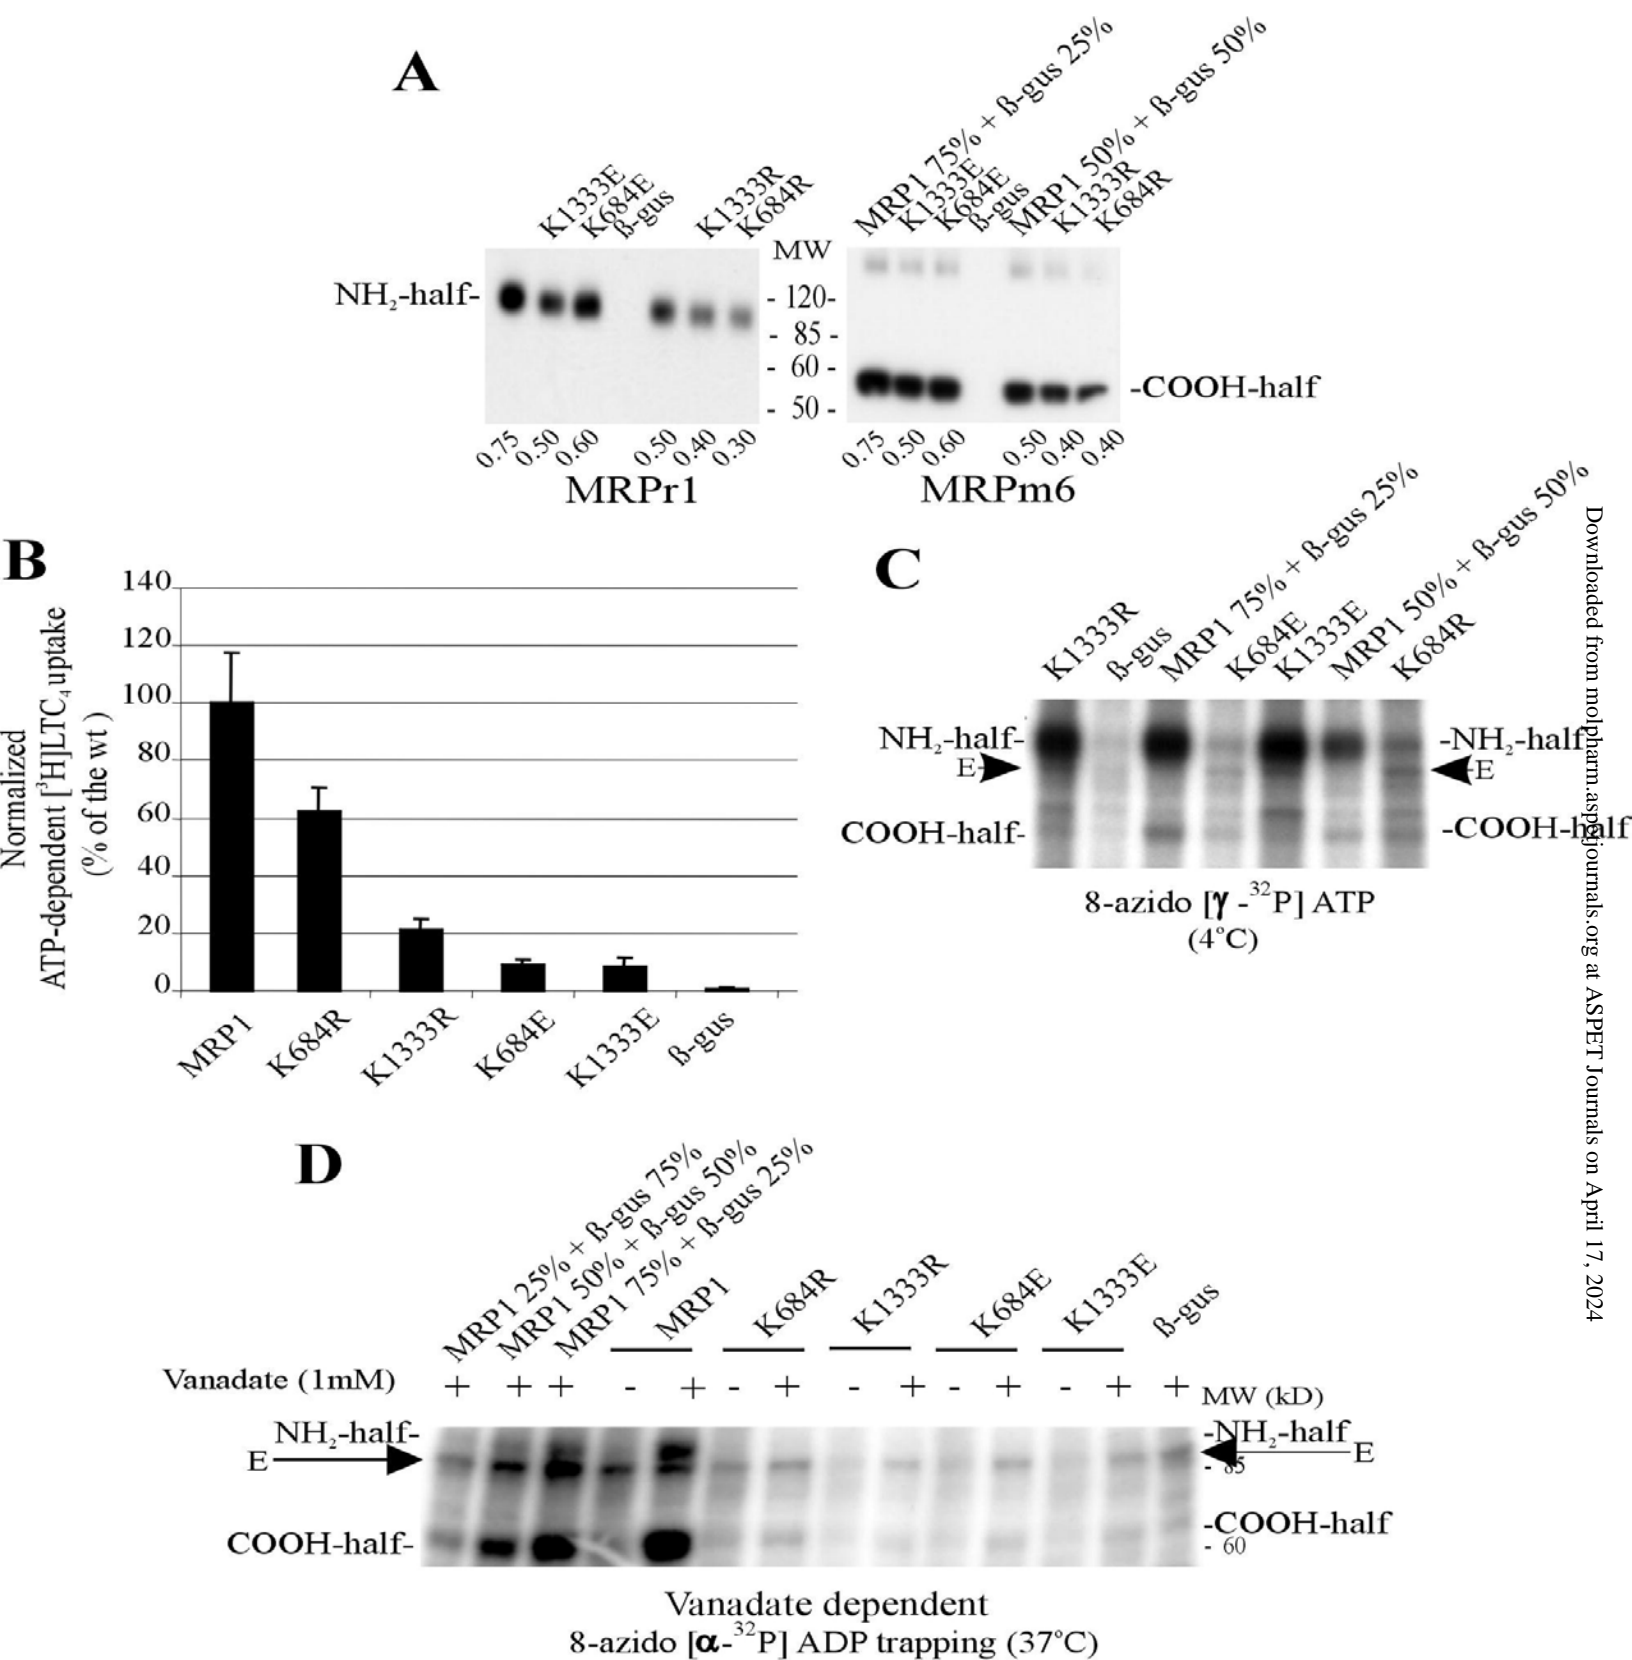 A
K1333E
K684E
ß-gus
K1333R
K684R
MRP1 75% + ß-gus 25%
K1333E
K684E
ß-gus
MRP1 50% + ß-gus 50%
K1333R
K684R
MW
NH₂-half-
- 120-
- 85 -
- 60 -
- 50 -
-COOH-half
0.75
0.50
0.60
0.50
0.40
0.30
0.75
0.50
0.60
0.50
0.40
0.40
MRPr1
MRPm6
B
Normalized
ATP-dependent [³H]LTC₄ uptake
(% of the wt )
140
120
100
80
60
40
20
0
MRP1
K684R
K1333R
K684E
K1333E
ß-gus
C
K1333R
ß-gus
MRP1 75% + ß-gus 25%
K684E
K1333E
MRP1 50% + ß-gus 50%
K684R
NH₂-half-
E
COOH-half-
-NH₂-half
E
-COOH-half
8-azido [γ -³²P] ATP
(4°C)
D
MRP1 25% + ß-gus 75%
MRP1 50% + ß-gus 50%
MRP1 75% + ß-gus 25%
MRP1
K684R
K1333R
K684E
K1333E
ß-gus
Vanadate (1mM)
+ + + - + - + - + - + - + +
MW (kD)
NH₂-half-
E
COOH-half-
-NH₂-half
E
- 85
-COOH-half
- 60
Vanadate dependent
8-azido [α-³²P] ADP trapping (37°C)
Downloaded from molpharm.aspetjournals.org at ASPET Journals on April 17, 2024